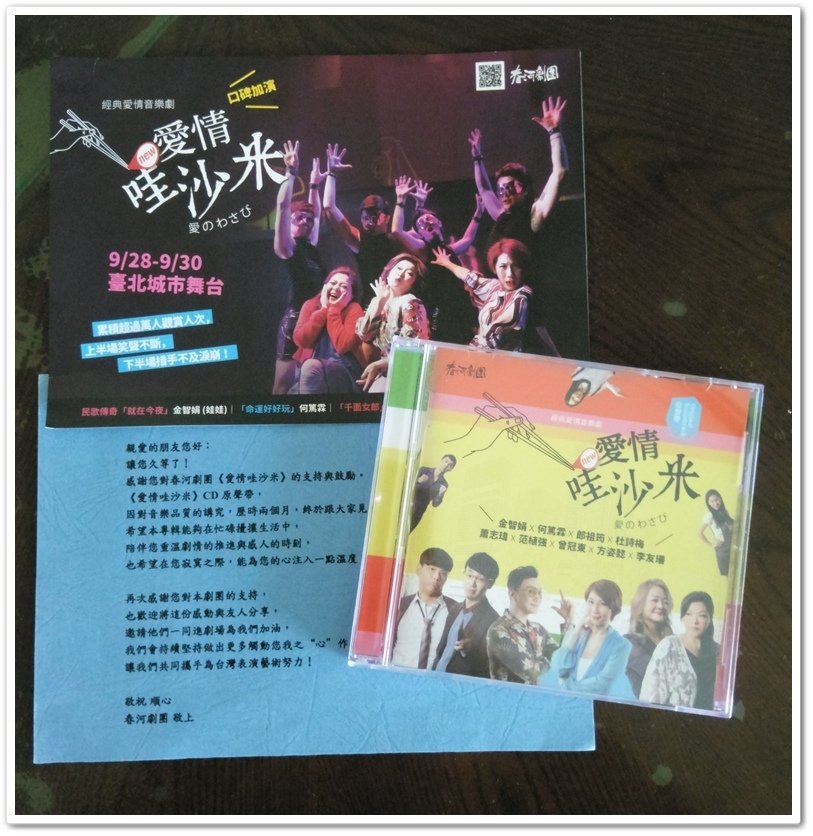 春河劇團
口碑加演
經典愛情音樂劇
new
愛情
哇沙米
愛のわさび
9/28-9/30
臺北城市舞台
累積超過萬人觀賞人次,
上半場笑聲不斷,
下半場措手不及淚崩！
民歌傳奇「就在今夜」金智娟 (娃娃)｜「命運好好玩」何篤霖｜「千面女郎
親愛的朋友您好：
讓您久等了！
感謝您對春河劇團《愛情哇沙米》的支持與鼓勵。
《愛情哇沙米》CD 原聲帶，
因對音樂品質的講究，歷時兩個月，終於跟大家見
希望本專輯能夠在忙碌擾攘生活中，
陪伴您重溫劇情的推進與感人的時刻，
也希望在您寂寞之際，能為您的心注入一點溫度
再次感謝您對本劇團的支持，
也歡迎將這份感動與友人分享，
邀請他們一同進劇場為我們加油，
我們會持續堅持做出更多觸動您我之“心”作
讓我們共同攜手為台灣表演藝術努力！
敬祝 順心
春河劇團 敬上
春河劇團
經典愛情音樂劇
new
愛情
哇沙米
愛のわさび
金智娟 x 何篤霖 x 郎祖筠 x 杜詩梅
蕭志瑋 x 范植強 x 曾冠東 x 方姿懿 x 李友珊